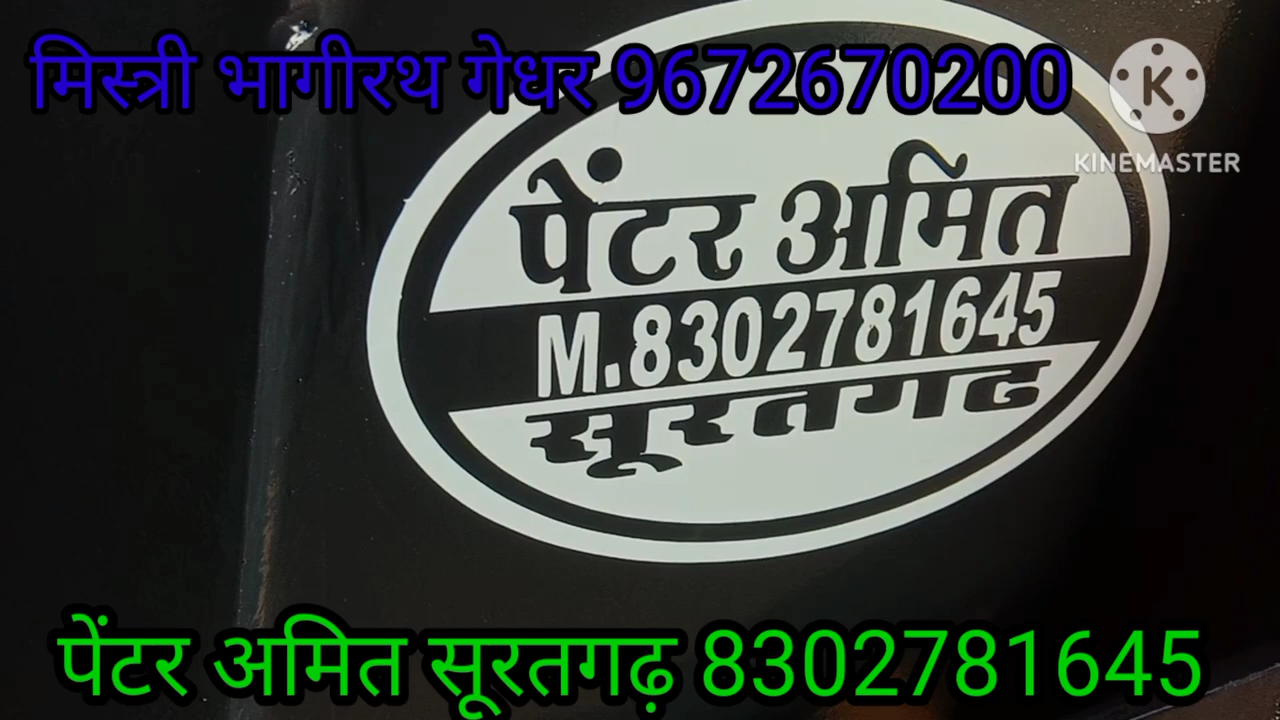 मिस्त्री भागीरथ गेधर 9672670200
KINEMASTER
पेंटर अमित
M.8302781645
सूरतगढ
पेंटर अमित सूरतगढ़ 8302781645